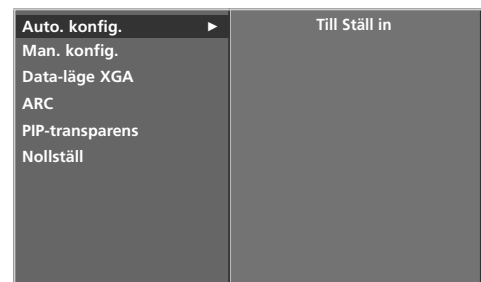 Auto. konfig. ►
Till Ställ in
Man. konfig.
Data-läge XGA
ARC
PIP-transparens
Nollställ